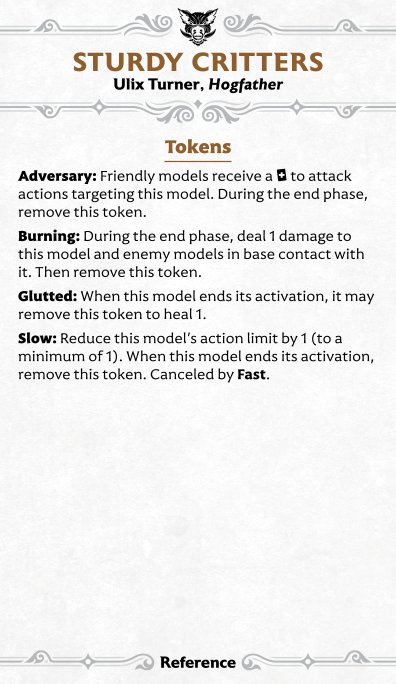 STURDY CRITTERS
Ulix Turner, Hogfather
Tokens
Adversary: Friendly models receive a to attack
actions targeting this model. During the end phase,
remove this token.
Burning: During the end phase, deal 1 damage to
this model and enemy models in base contact with
it. Then remove this token.
Glutted: When this model ends its activation, it may
remove this token to heal 1.
Slow: Reduce this model’s action limit by 1 (to a
minimum of 1). When this model ends its activation,
remove this token. Canceled by Fast.
Reference